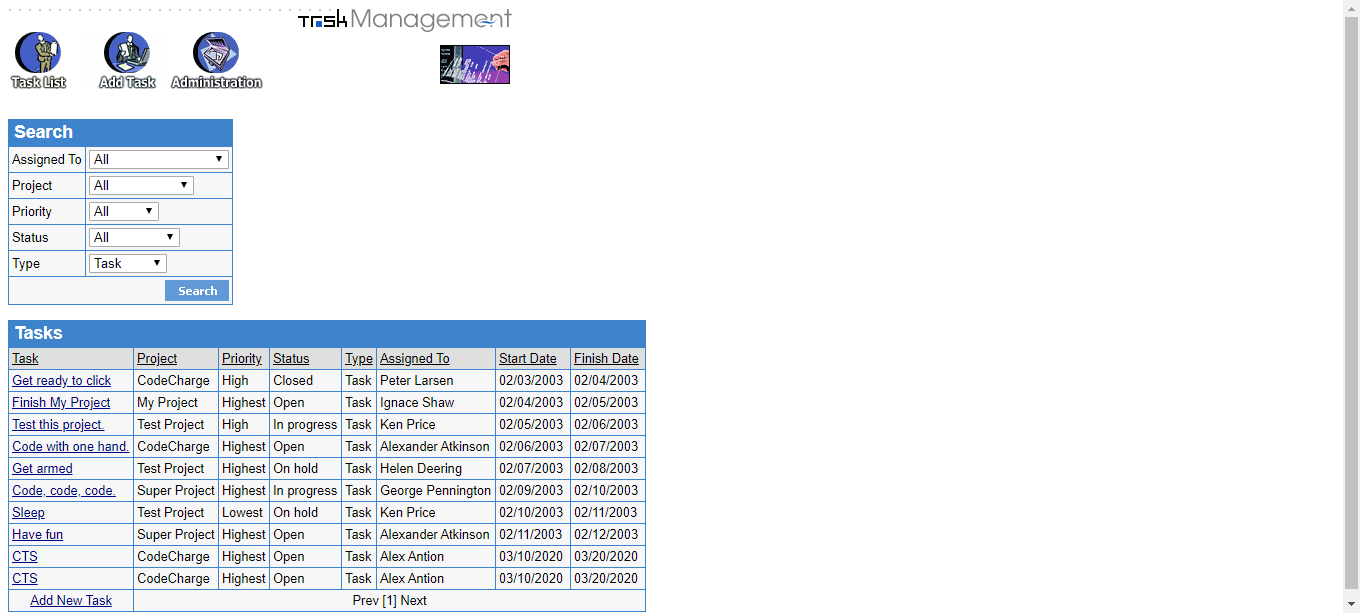 Task Management
Task List Add Task Administration
Search
Assigned To All
Project All
Priority All
Status All
Type Task
Search
Tasks
Task Project Priority Status Type Assigned To Start Date Finish Date
Get ready to click CodeCharge High Closed Task Peter Larsen 02/03/2003 02/04/2003
Finish My Project My Project Highest Open Task Ignace Shaw 02/04/2003 02/05/2003
Test this project. Test Project High In progress Task Ken Price 02/05/2003 02/06/2003
Code with one hand. CodeCharge Highest Open Task Alexander Atkinson 02/06/2003 02/07/2003
Get armed Test Project Highest On hold Task Helen Deering 02/07/2003 02/08/2003
Code, code, code. Super Project Highest In progress Task George Pennington 02/09/2003 02/10/2003
Sleep Test Project Lowest On hold Task Ken Price 02/10/2003 02/11/2003
Have fun Super Project Highest Open Task Alexander Atkinson 02/11/2003 02/12/2003
CTS CodeCharge Highest Open Task Alex Antion 03/10/2020 03/20/2020
CTS CodeCharge Highest Open Task Alex Antion 03/10/2020 03/20/2020
Add New Task Prev [1] Next